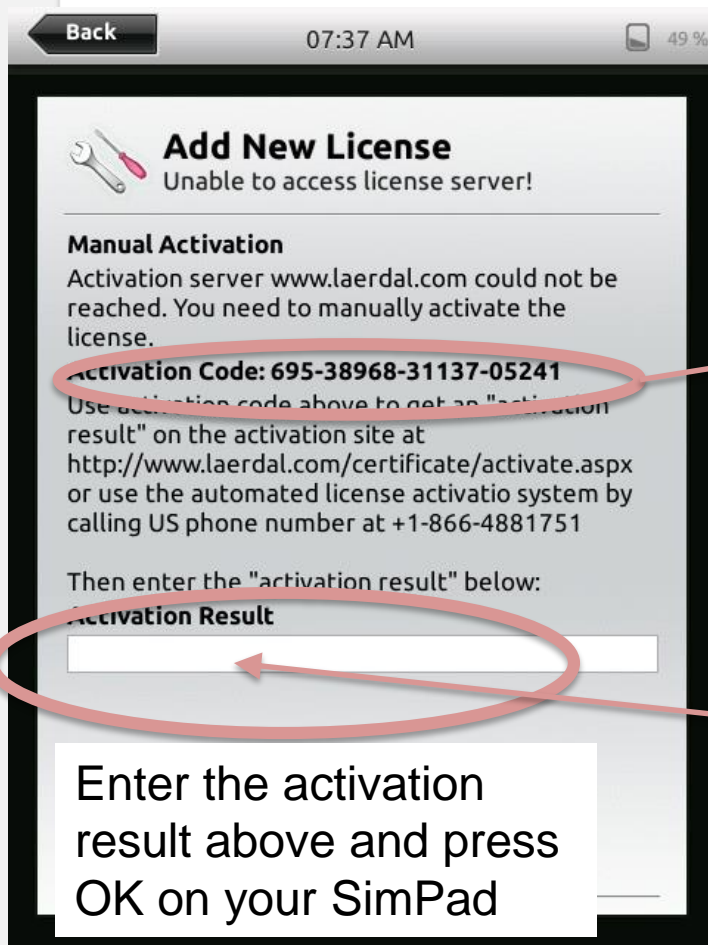 Back
07:37 AM
49 %
Add New License
Unable to access license server!
Manual Activation
Activation server www.laerdal.com could not be
reached. You need to manually activate the
license.
Activation Code: 695-38968-31137-05241
Use activation code above to get an "activation
result" on the activation site at
http://www.laerdal.com/certificate/activate.aspx
or use the automated license activatio system by
calling US phone number at +1-866-4881751
Then enter the "activation result" below:
Activation Result
Enter the activation
result above and press
OK on your SimPad